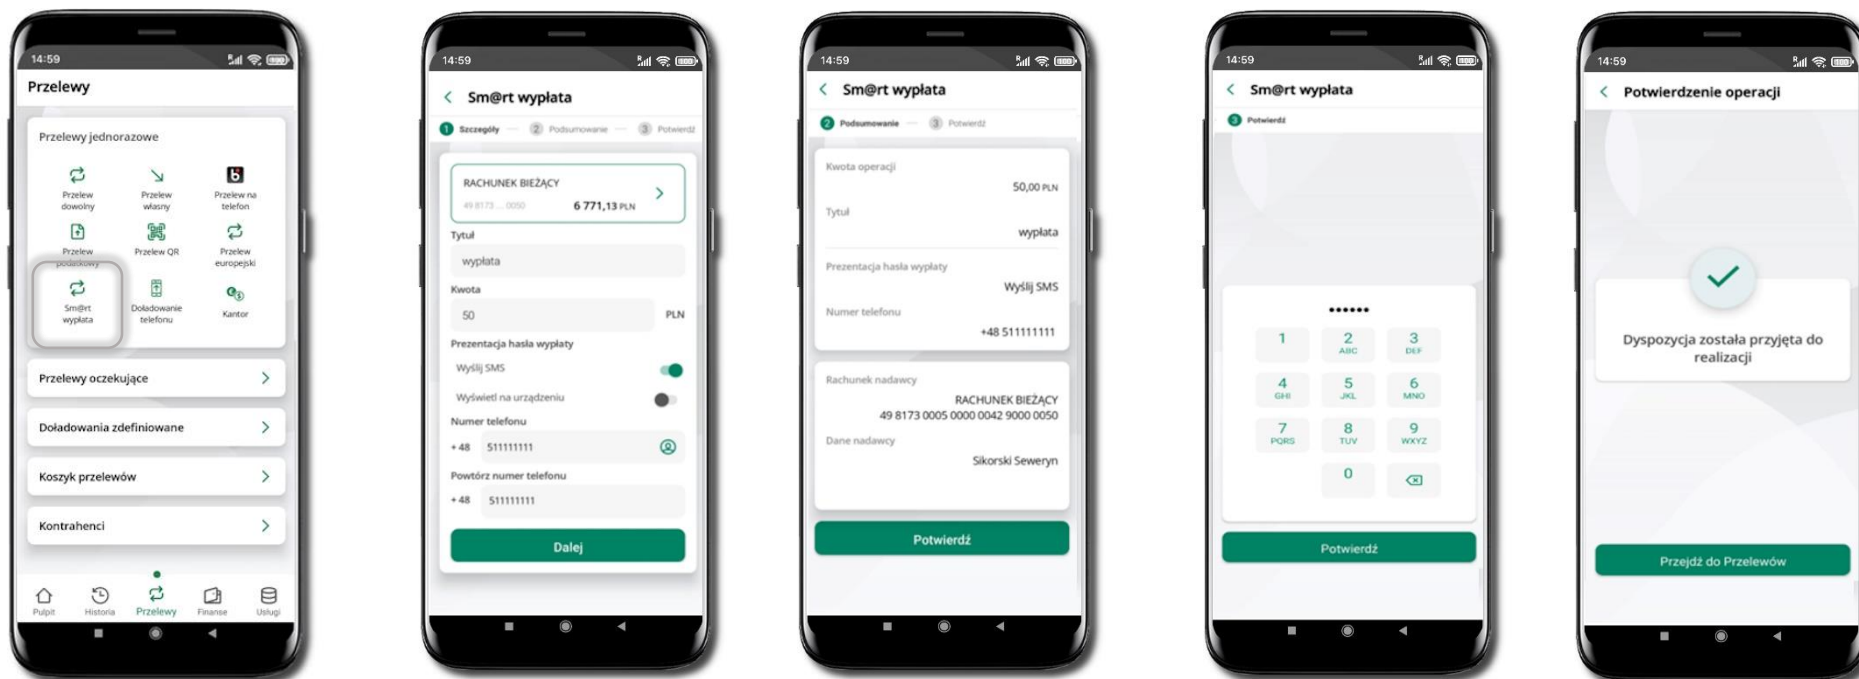 14:59
Przelewy
Przelewy jednorazowe
Przelew
dowolny
Przelew
własny
Przelew na
telefon
Przelew
podatkowy
Przelew QR
Przelew
europejski
Sm@rt
wypłata
Doładowanie
telefonu
Kantor
Przelewy oczekujące
Doładowania zdefiniowane
Koszyk przelewów
Kontrahenci
Pulpit
Historia
Przelewy
Finanse
Usługi
14:59
Sm@rt wypłata
1 Szczegóły
2 Podsumowanie
3 Potwierdź
RACHUNEK BIEŻĄCY
49 8173 ... 0050 6 771,13 PLN
Tytuł
wypłata
Kwota
50 PLN
Prezentacja hasła wypłaty
Wyślij SMS
Wyświetl na urządzeniu
Numer telefonu
+ 48 511111111
Powtórz numer telefonu
+ 48 511111111
Dalej
14:59
Sm@rt wypłata
2 Podsumowanie
3 Potwierdź
Kwota operacji
50,00 PLN
Tytuł
wypłata
Prezentacja hasła wypłaty
Wyślij SMS
Numer telefonu
+48 511111111
Rachunek nadawcy
RACHUNEK BIEŻĄCY
49 8173 0005 0000 0042 9000 0050
Dane nadawcy
Sikorski Seweryn
Potwierdź
14:59
Sm@rt wypłata
3 Potwierdź
1
2
ABC
3
DEF
4
GHI
5
JKL
6
MNO
7
PQRS
8
TUV
9
WXYZ
0
Potwierdź
14:59
Potwierdzenie operacji
Dyspozycja została przyjęta do
realizacji
Przejdź do Przelewów